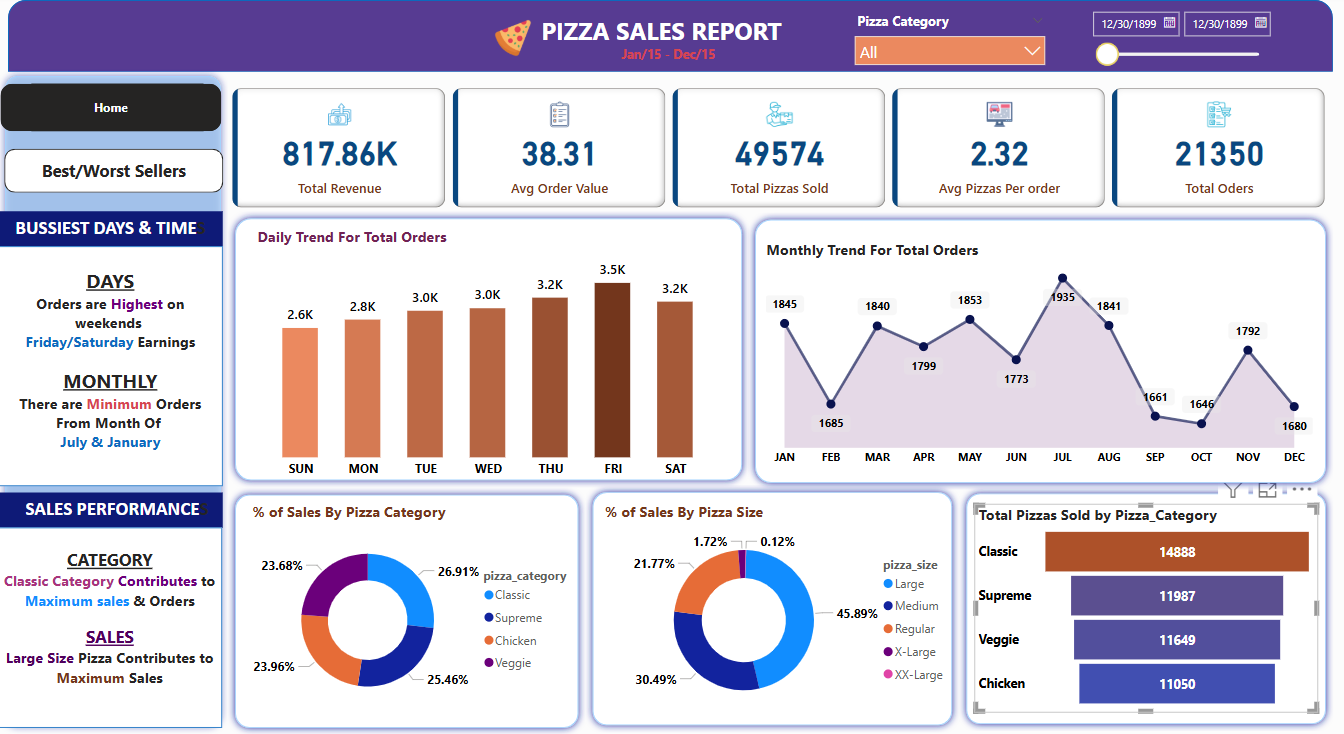 PIZZA SALES REPORT
Jan/15 - Dec/15
Pizza Category
All
12/30/1899
12/30/1899
Home
Best/Worst Sellers
817.86K
Total Revenue
38.31
Avg Order Value
49574
Total Pizzas Sold
2.32
Avg Pizzas Per order
21350
Total Oders
BUSSIEST DAYS & TIMES
DAYS
Orders are Highest on
weekends
Friday/Saturday Earnings
MONTHLY
There are Minimum Orders
From Month Of
July & January
SALES PERFORMANCE
CATEGORY
Classic Category Contributes to
Maximum sales & Orders
SALES
Large Size Pizza Contributes to
Maximum Sales
Daily Trend For Total Orders
2.6K
2.8K
3.0K
3.0K
3.2K
3.5K
3.2K
SUN MON TUE WED THU FRI SAT
Monthly Trend For Total Orders
1845
1685
1840
1799
1853
1773
1935
1841
1661
1646
1792
1680
JAN FEB MAR APR MAY JUN JUL AUG SEP OCT NOV DEC
% of Sales By Pizza Category
23.68%
26.91%
23.96%
25.46%
pizza_category
Classic
Supreme
Chicken
Veggie
% of Sales By Pizza Size
1.72%
0.12%
21.77%
45.89%
30.49%
pizza_size
Large
Medium
Regular
X-Large
XX-Large
Total Pizzas Sold by Pizza_Category
Classic 14888
Supreme 11987
Veggie 11649
Chicken 11050